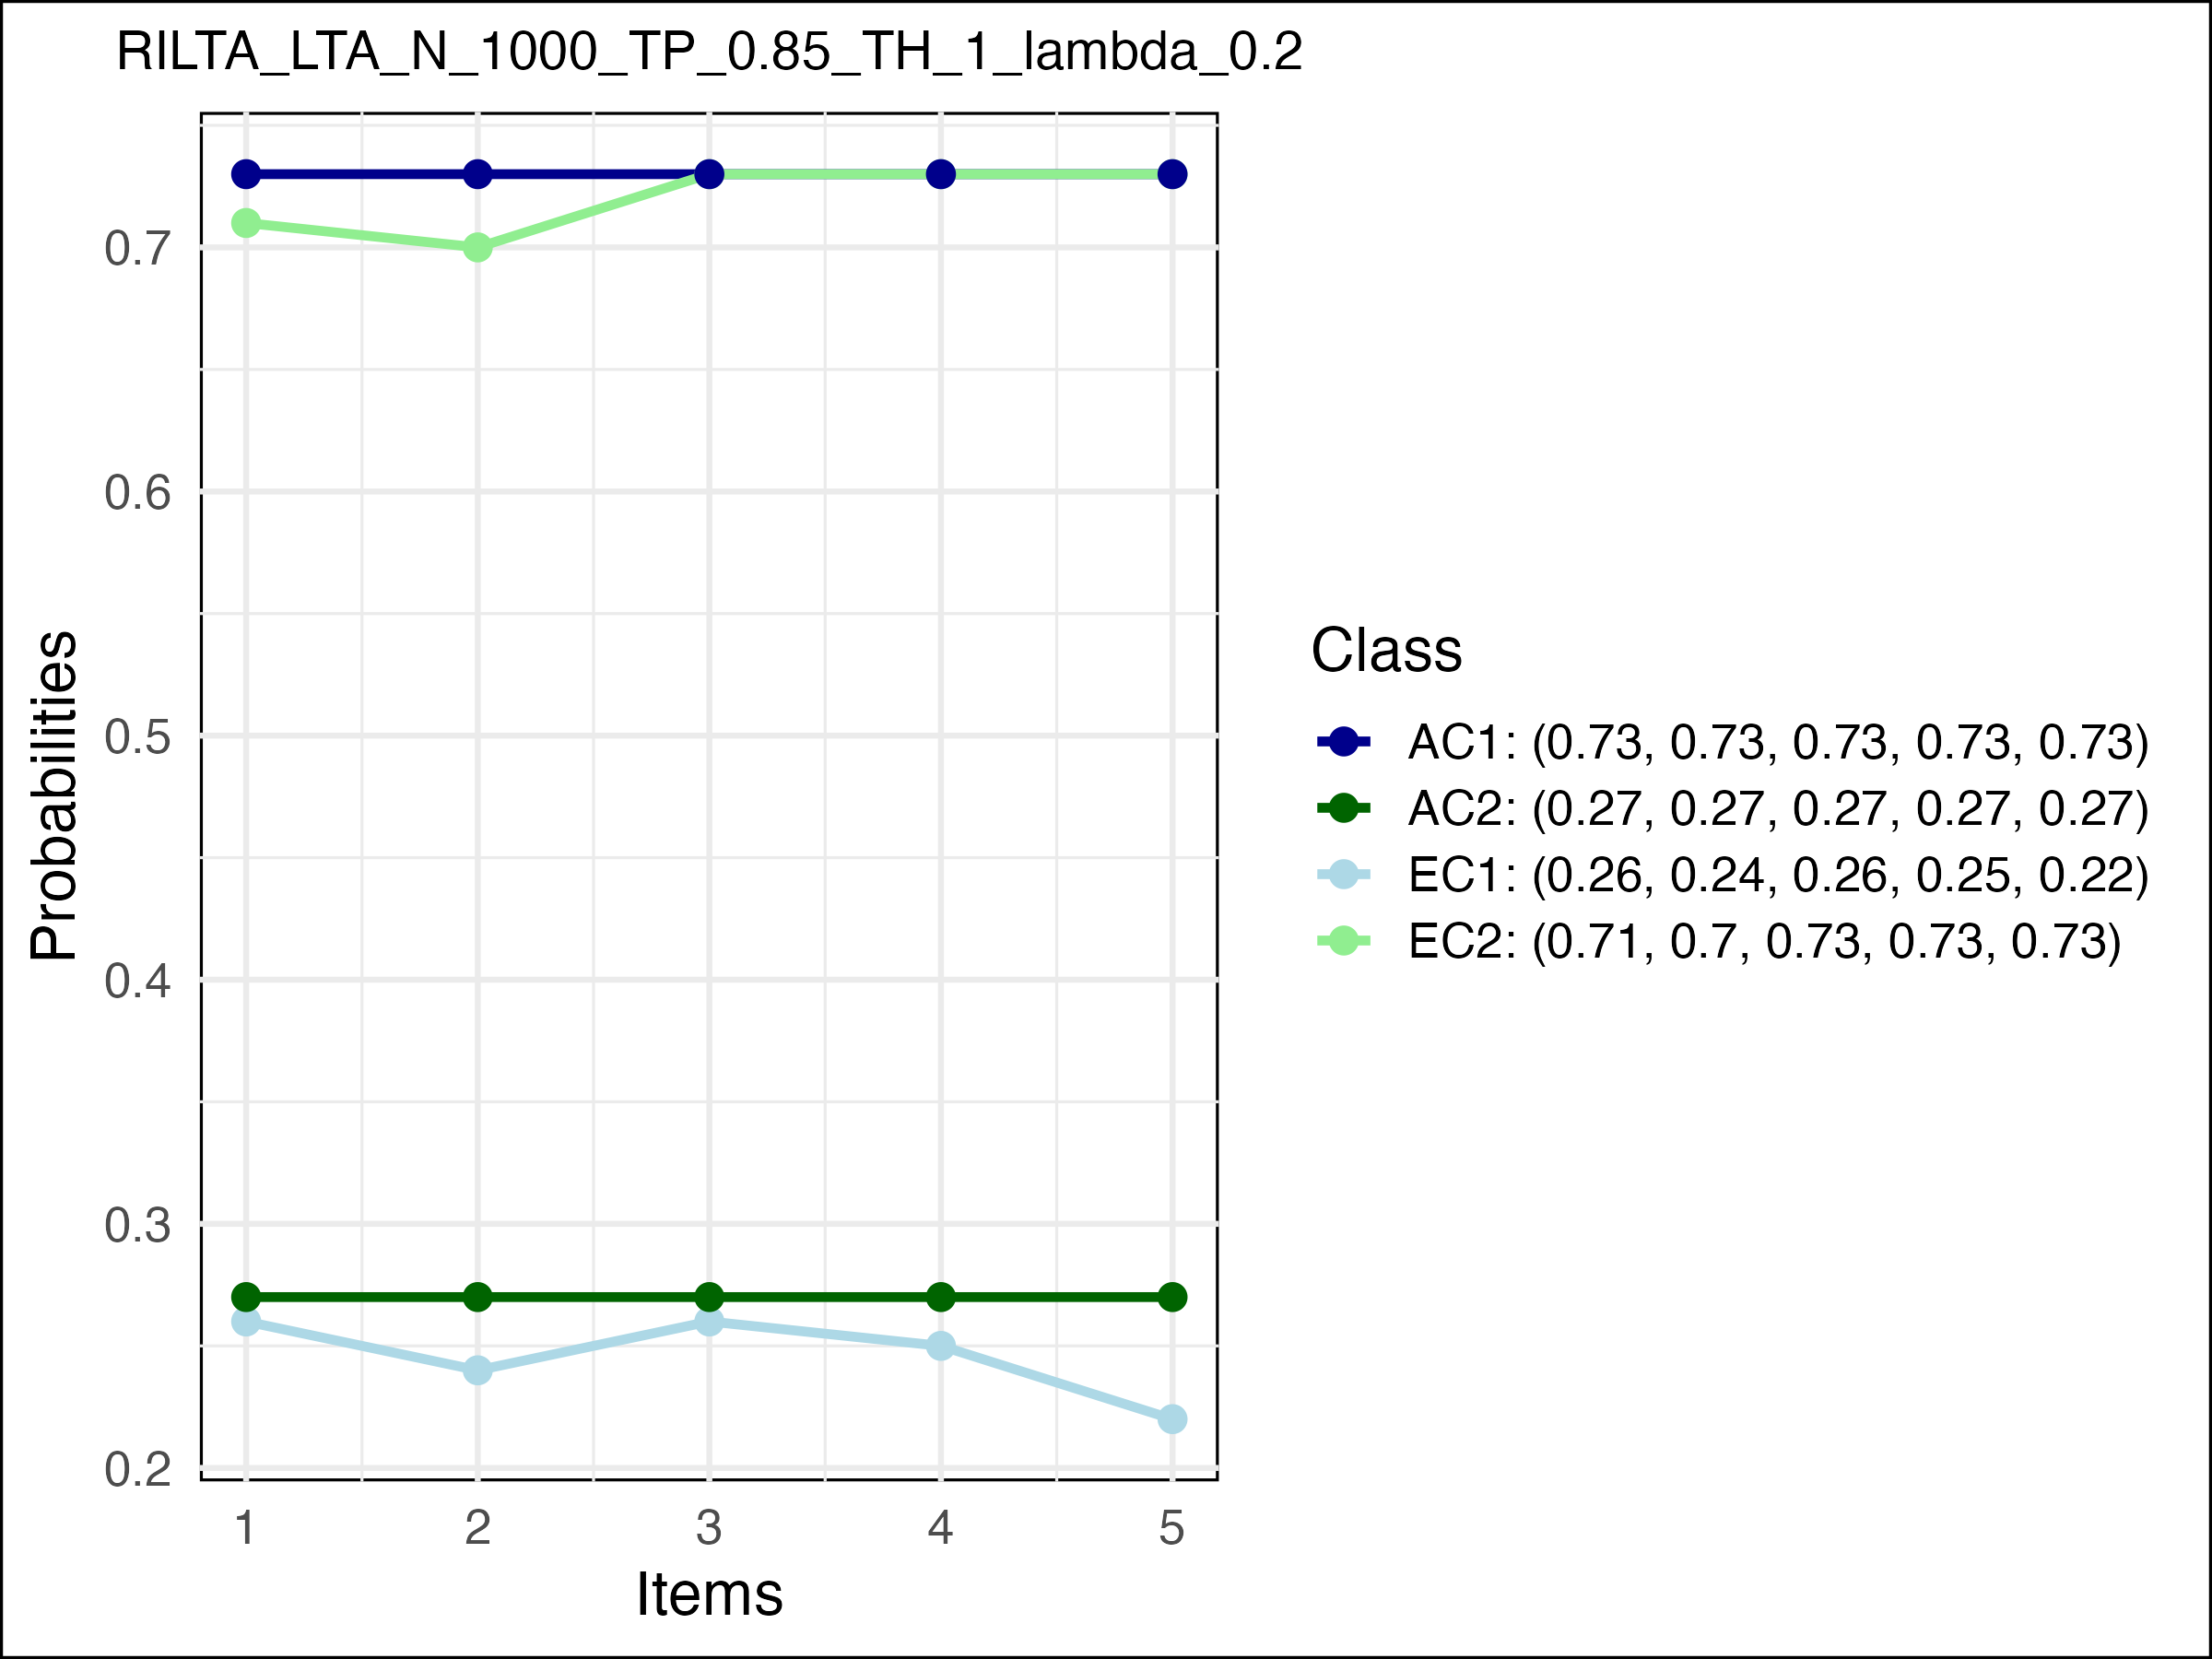 RILTA_LTA_N_1000_TP_0.85_TH_1_lambda_0.2
Probabilities
0.7
0.6
0.5
0.4
0.3
0.2
1 2 3 4 5
Items
Class
AC1: (0.73, 0.73, 0.73, 0.73, 0.73)
AC2: (0.27, 0.27, 0.27, 0.27, 0.27)
EC1: (0.26, 0.24, 0.26, 0.25, 0.22)
EC2: (0.71, 0.7, 0.73, 0.73, 0.73)